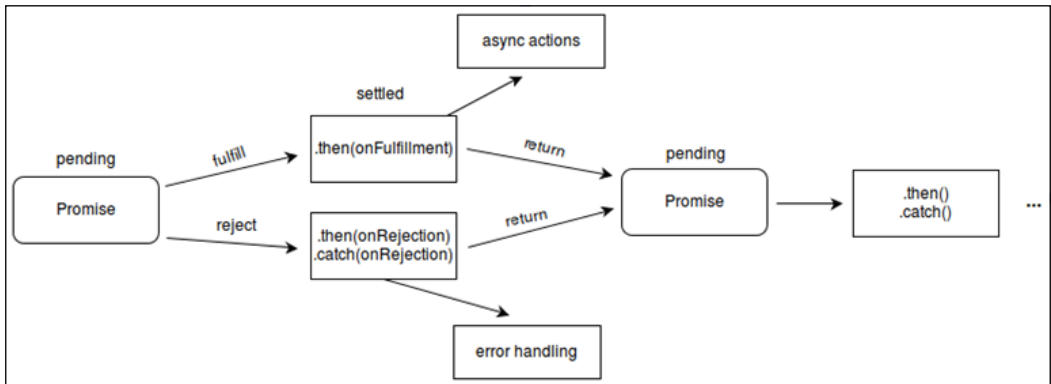 async actions
settled
pending
fulfill
.then(onFulfillment)
return
pending
Promise
reject
.then(onRejection)
.catch(onRejection)
return
Promise
.then()
.catch()
...
error handling